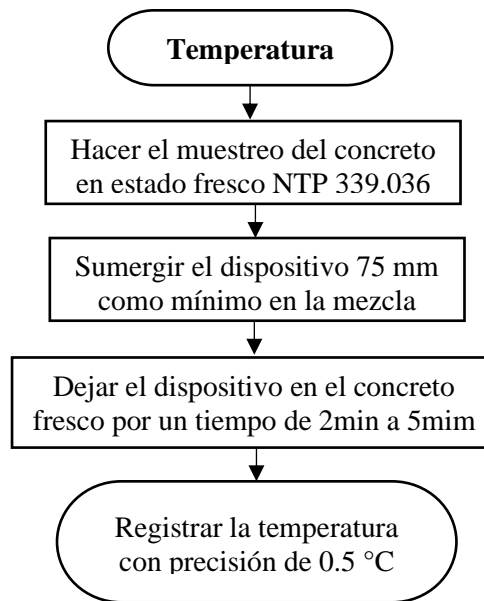 Temperatura
Hacer el muestreo del concreto
en estado fresco NTP 339.036
Sumergir el dispositivo 75 mm
como mínimo en la mezcla
Dejar el dispositivo en el concreto
fresco por un tiempo de 2min a 5mim
Registrar la temperatura
con precisión de 0.5 °C